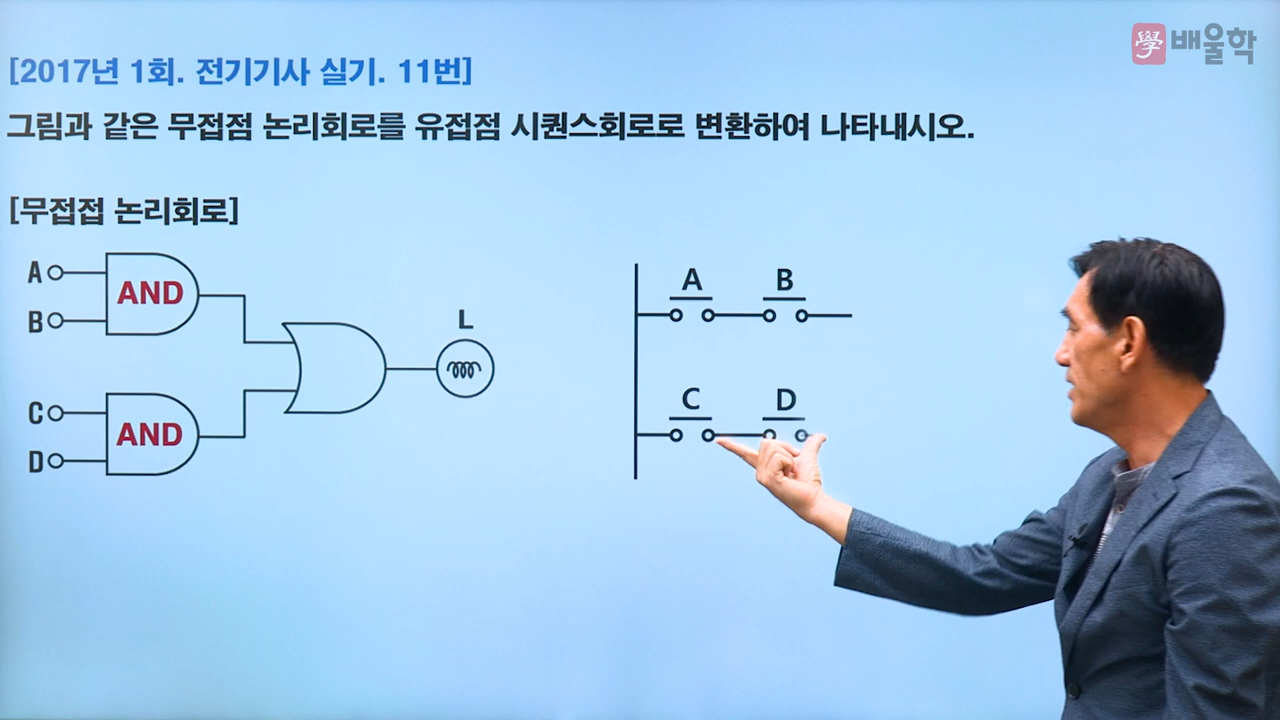 學 배울학
[2017년 1회. 전기기사 실기. 11번]
그림과 같은 무접점 논리회로를 유접점 시퀀스회로로 변환하여 나타내시오.
[무접접 논리회로]
A
AND
B
L
C
AND
D
A B
C D